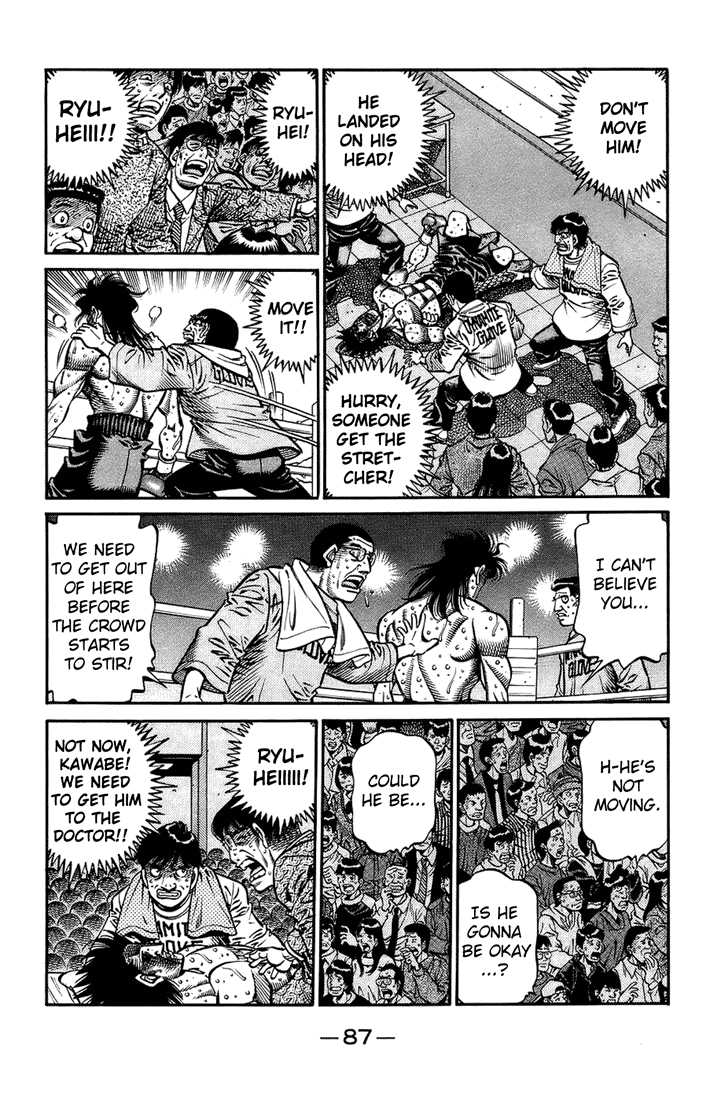 DON'T
MOVE
HIM!
HE
LANDED
ON HIS
HEAD!
HURRY,
SOMEONE
GET THE
STRET-
CHER!
RYU-
HEI!
RYU-
HEIII!!
MOVE
IT!!
I CAN'T
BELIEVE
YOU...
WE NEED
TO GET OUT
OF HERE
BEFORE
THE CROWD
STARTS
TO STIR!
H-HE'S
NOT
MOVING.
IS HE
GONNA
BE OKAY
...?
COULD
HE BE...
RYU-
HEIIIII!
NOT NOW,
KAWABE!
WE NEED
TO GET HIM
TO THE
DOCTOR!!
GLOVE
GLOVE
GLOVE
—87—